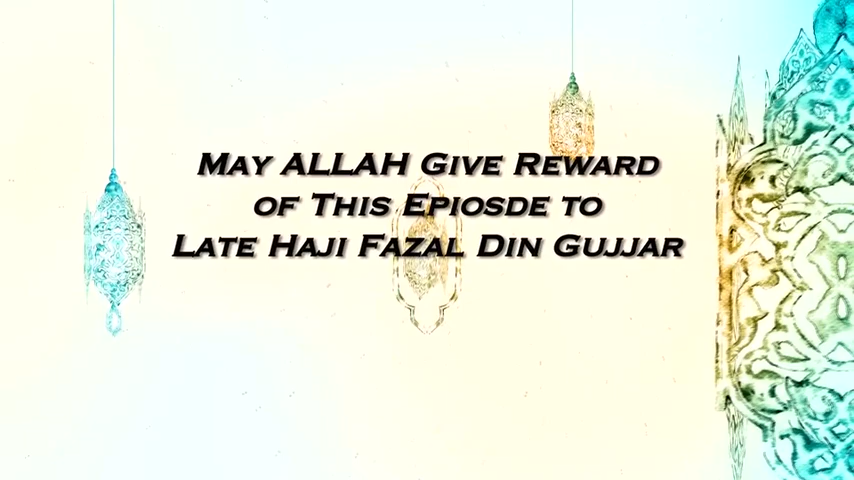 May ALLAH Give Reward
of This Epiosde to
Late Haji Fazal Din Gujjar